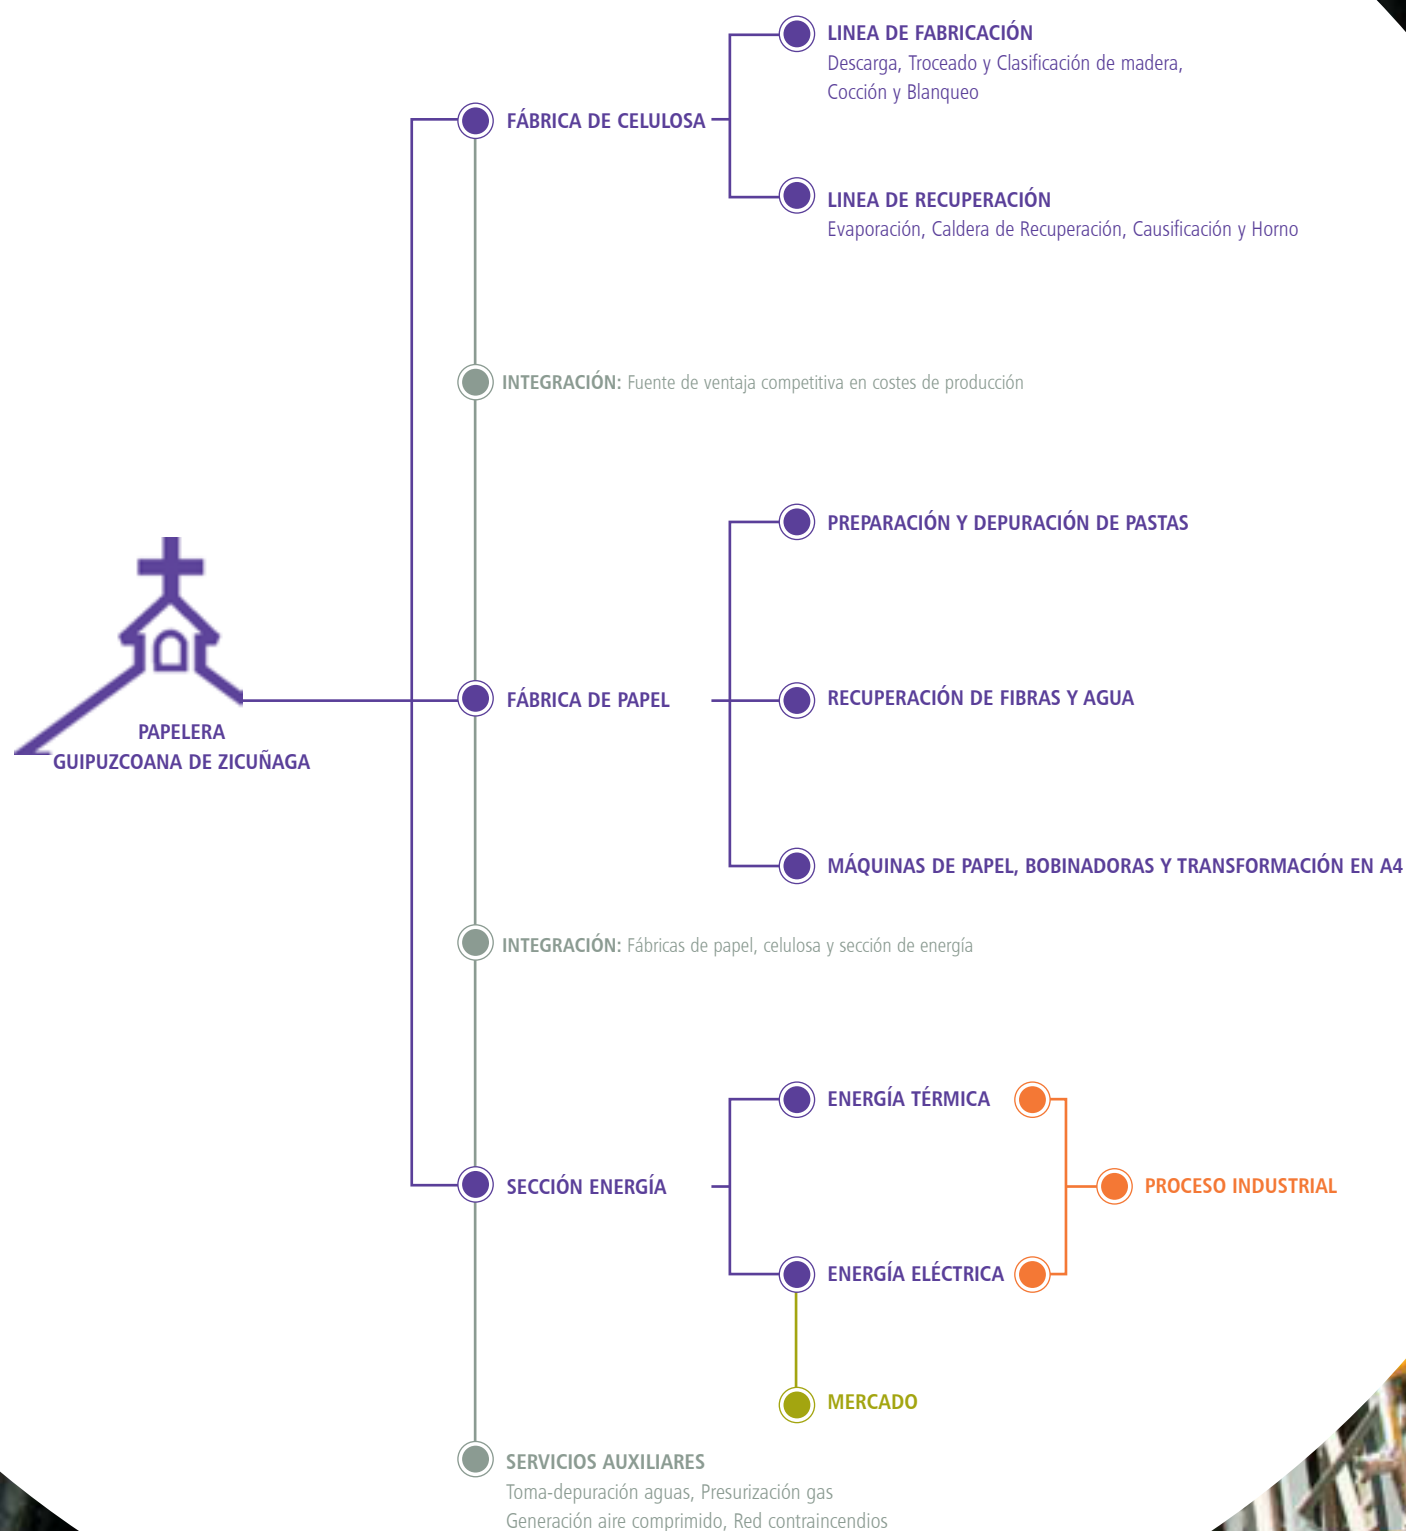 LINEA DE FABRICACIÓN
Descarga, Troceado y Clasificación de madera,
Cocción y Blanqueo
FÁBRICA DE CELULOSA
LINEA DE RECUPERACIÓN
Evaporación, Caldera de Recuperación, Causificación y Horno
INTEGRACIÓN: Fuente de ventaja competitiva en costes de producción
PREPARACIÓN Y DEPURACIÓN DE PASTAS
FÁBRICA DE PAPEL
RECUPERACIÓN DE FIBRAS Y AGUA
PAPELERA
GUIPUZCOANA DE ZICUÑAGA
MÁQUINAS DE PAPEL, BOBINADORAS Y TRANSFORMACIÓN EN A4
INTEGRACIÓN: Fábricas de papel, celulosa y sección de energía
ENERGÍA TÉRMICA
SECCIÓN ENERGÍA
PROCESO INDUSTRIAL
ENERGÍA ELÉCTRICA
MERCADO
SERVICIOS AUXILIARES
Toma-depuración aguas, Presurización gas
Generación aire comprimido, Red contraincendios